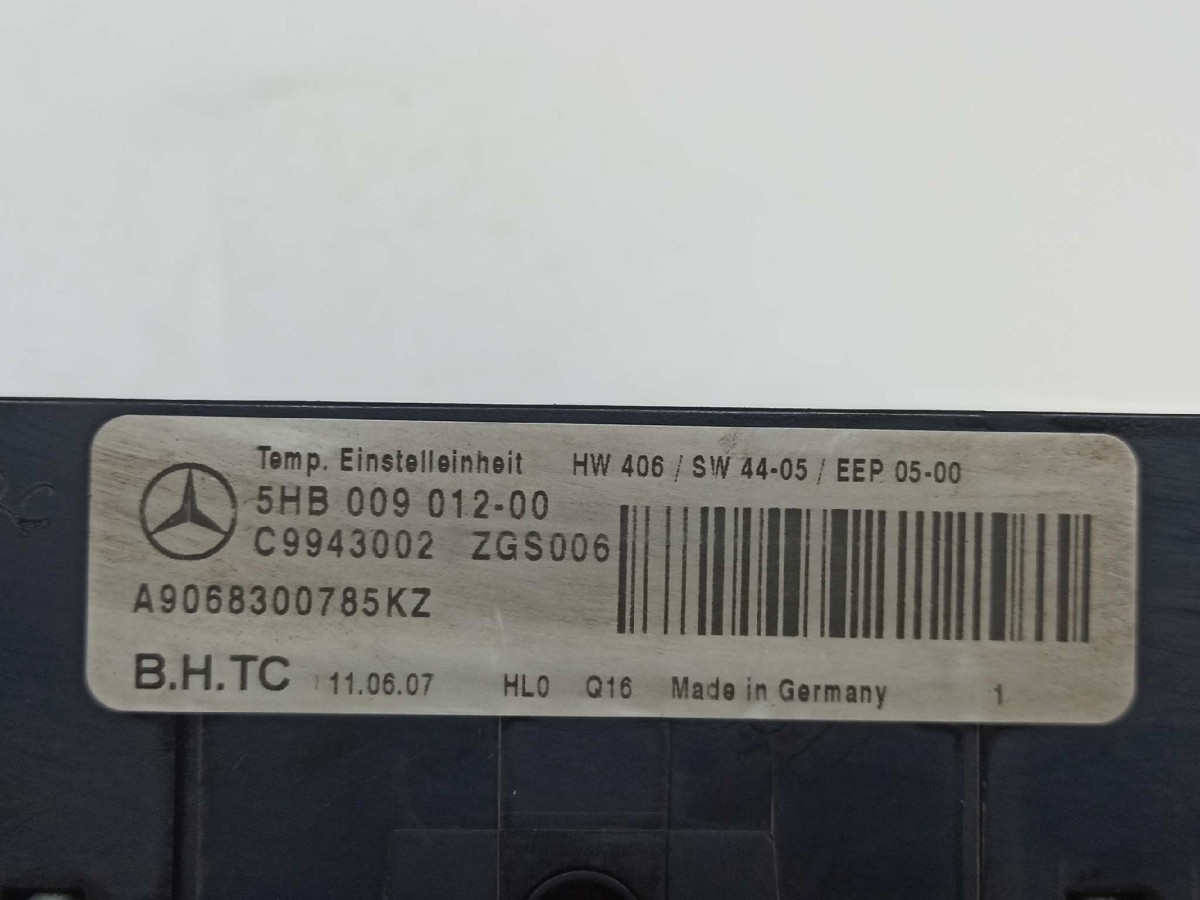 Temp. Einstelleinheit HW 406 / SW 44-05 / EEP 05-00
5HB 009 012-00
C9943002 ZGS006
A9068300785KZ
B.H.TC 11.06.07 HL0 Q16 Made in Germany 1